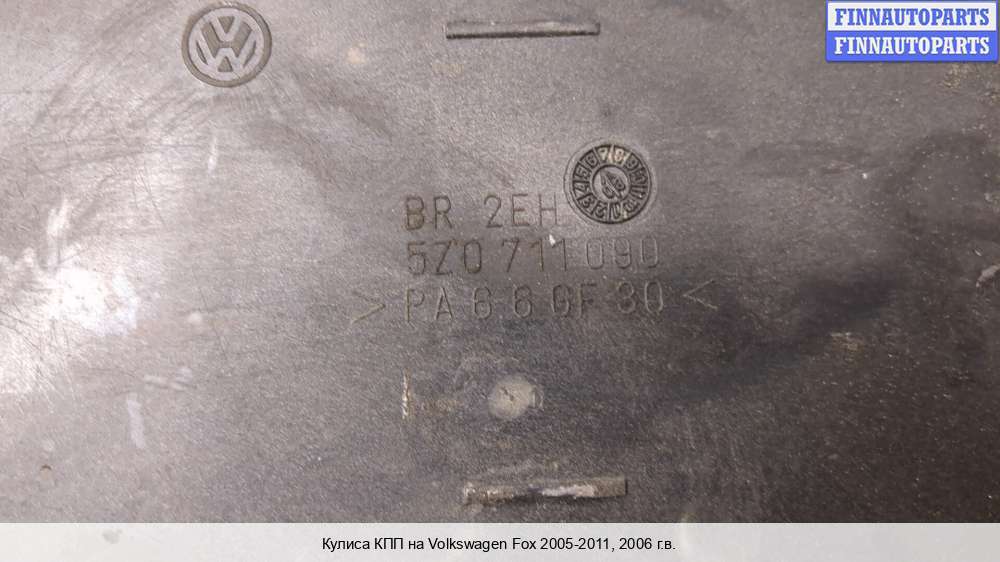 FINNAUTOPARTS
FINNAUTOPARTS
BR 2EH
5Z0 711 090
>PA 6 6 GF 30<
Кулиса КПП на Volkswagen Fox 2005-2011, 2006 г.в.